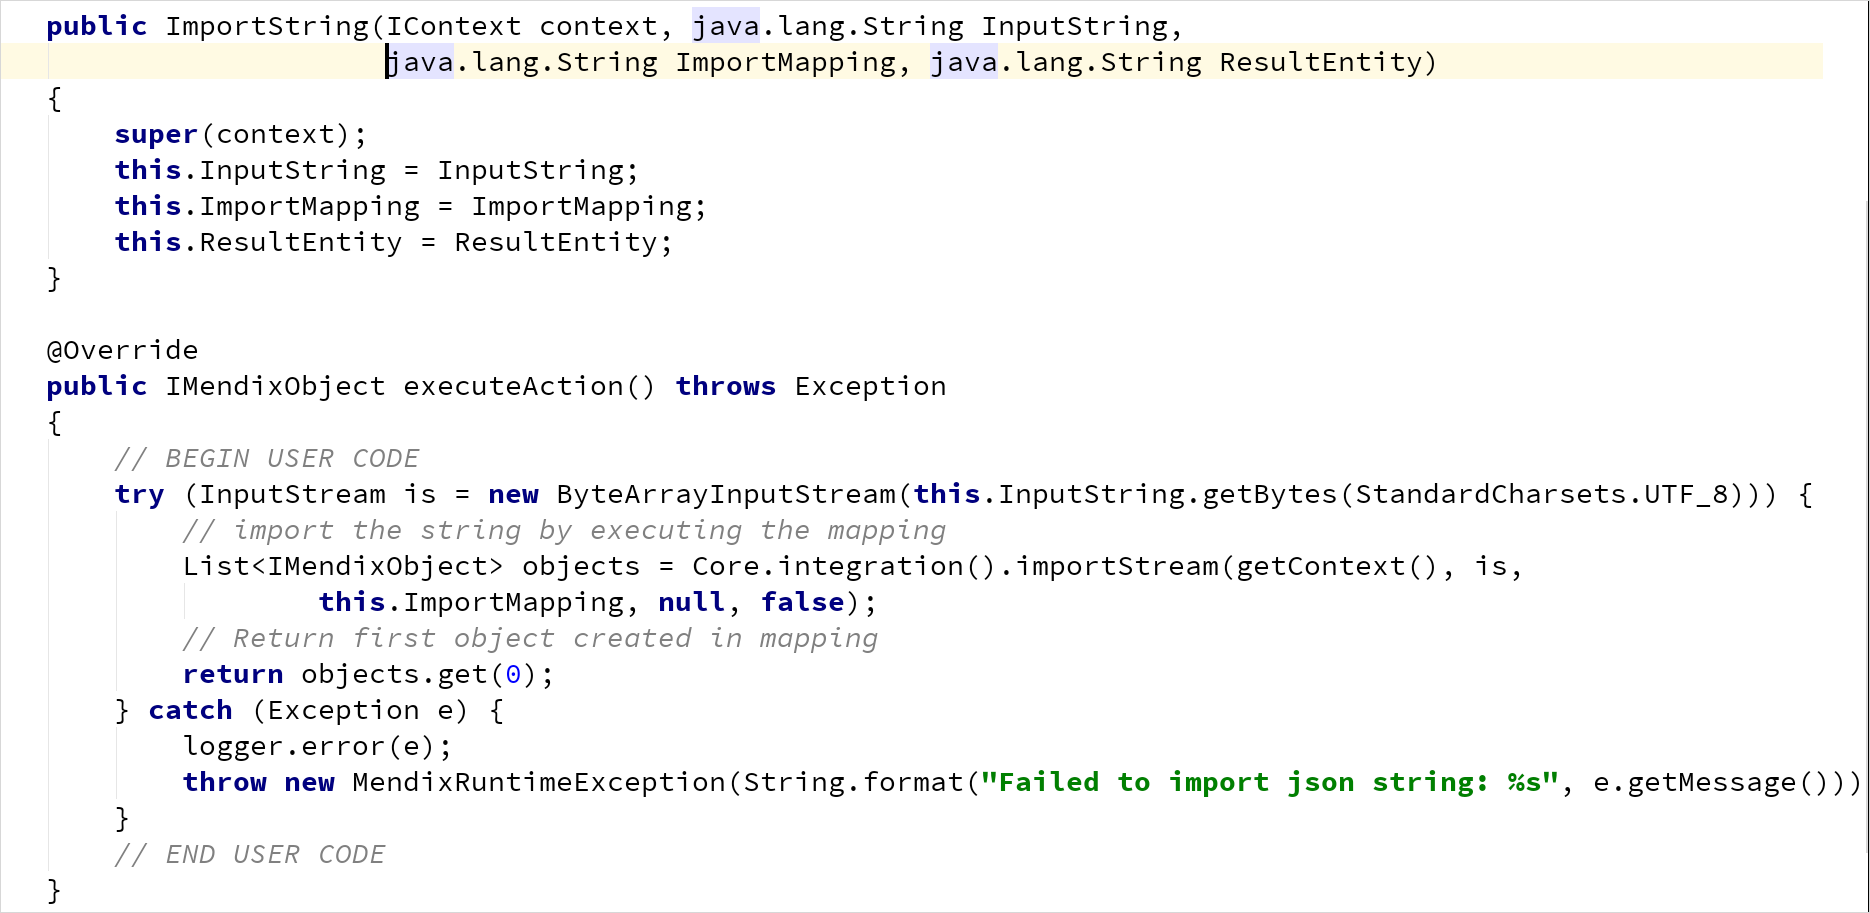 public ImportString(IContext context, java.lang.String InputString,
                    java.lang.String ImportMapping, java.lang.String ResultEntity)
{
    super(context);
    this.InputString = InputString;
    this.ImportMapping = ImportMapping;
    this.ResultEntity = ResultEntity;
}

@Override
public IMendixObject executeAction() throws Exception
{
    // BEGIN USER CODE
    try (InputStream is = new ByteArrayInputStream(this.InputString.getBytes(StandardCharsets.UTF_8))) {
        // import the string by executing the mapping
        List<IMendixObject> objects = Core.integration().importStream(getContext(), is,
                this.ImportMapping, null, false);
        // Return first object created in mapping
        return objects.get(0);
    } catch (Exception e) {
        logger.error(e);
        throw new MendixRuntimeException(String.format("Failed to import json string: %s", e.getMessage()))
    }
    // END USER CODE
}